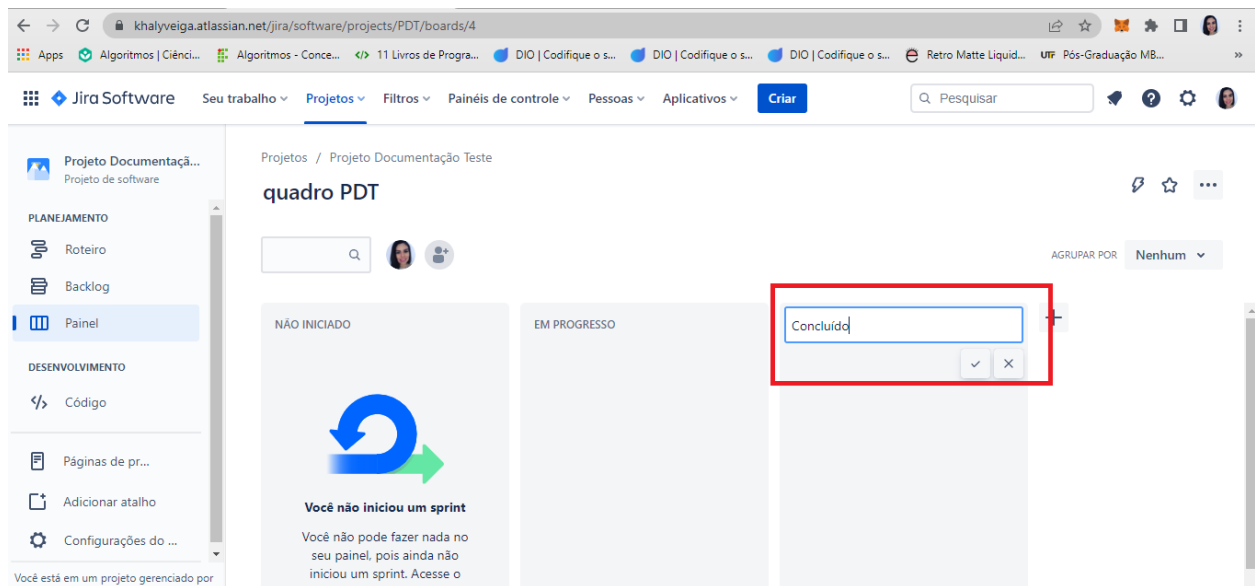 khalyveiga.atlassian.net/jira/software/projects/PDT/boards/4
Apps Algoritmos | Ciênci... Algoritmos - Conce... 11 Livros de Progra... DIO | Codifique o s... DIO | Codifique o s... DIO | Codifique o s... Retro Matte Liquid... UTF Pós-Graduação MB... »
Jira Software Seu trabalho Projetos Filtros Painéis de controle Pessoas Aplicativos Criar Pesquisar
Projeto Documentaçã...
Projeto de software
PLANEJAMENTO
Roteiro
Backlog
Painel
DESENVOLVIMENTO
Código
Páginas de pr...
Adicionar atalho
Configurações do ...
Você está em um projeto gerenciado por
Projetos / Projeto Documentação Teste
quadro PDT
AGRUPAR POR Nenhum
NÃO INICIADO
Você não iniciou um sprint
Você não pode fazer nada no
seu painel, pois ainda não
iniciou um sprint. Acesse o
EM PROGRESSO
Concluído